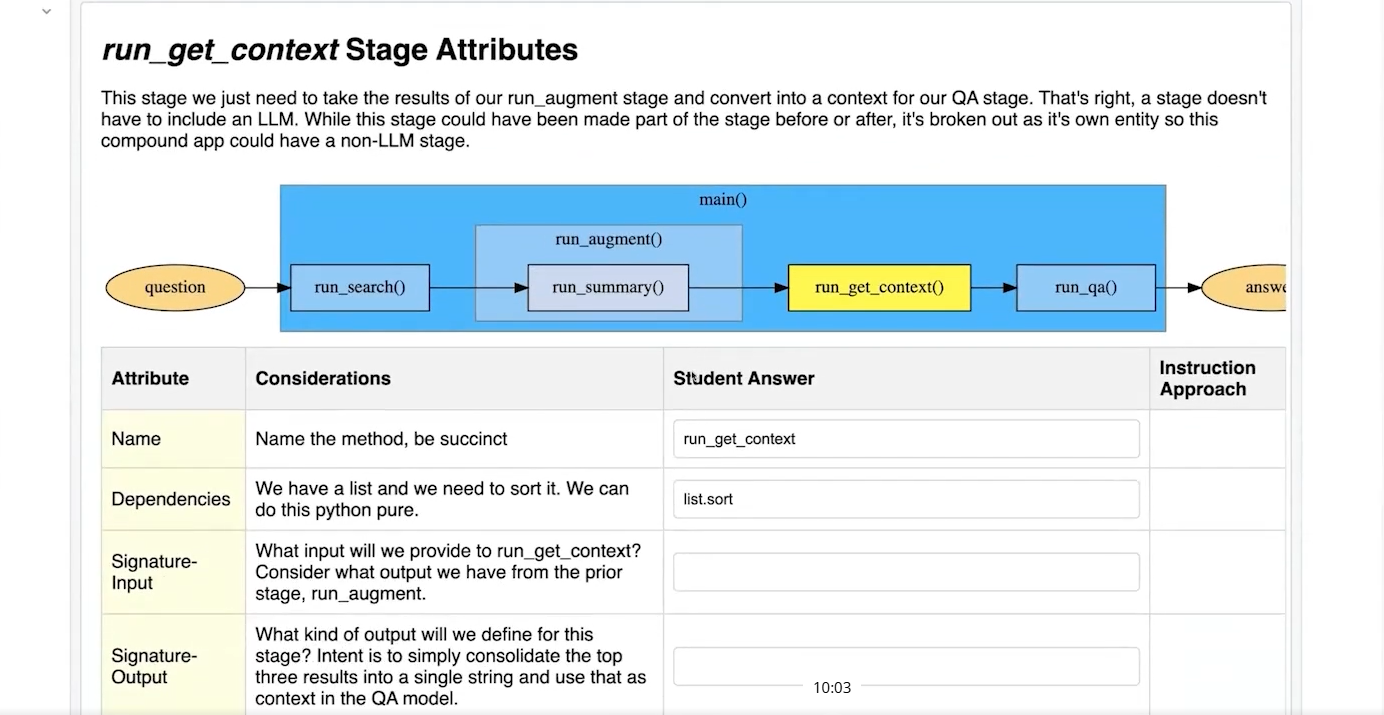 run_get_context Stage Attributes
This stage we just need to take the results of our run_augment stage and convert into a context for our QA stage. That's right, a stage doesn't
have to include an LLM. While this stage could have been made part of the stage before or after, it's broken out as it's own entity so this
compound app could have a non-LLM stage.
main()
run_augment()
question
run_search()
run_summary()
run_get_context()
run_qa()
answe
Attribute
Considerations
Student Answer
Instruction
Approach
Name
Name the method, be succinct
run_get_context
Dependencies
We have a list and we need to sort it. We can
do this python pure.
list.sort
Signature-
Input
What input will we provide to run_get_context?
Consider what output we have from the prior
stage, run_augment.
Signature-
Output
What kind of output will we define for this
stage? Intent is to simply consolidate the top
three results into a single string and use that as
context in the QA model.
10:03